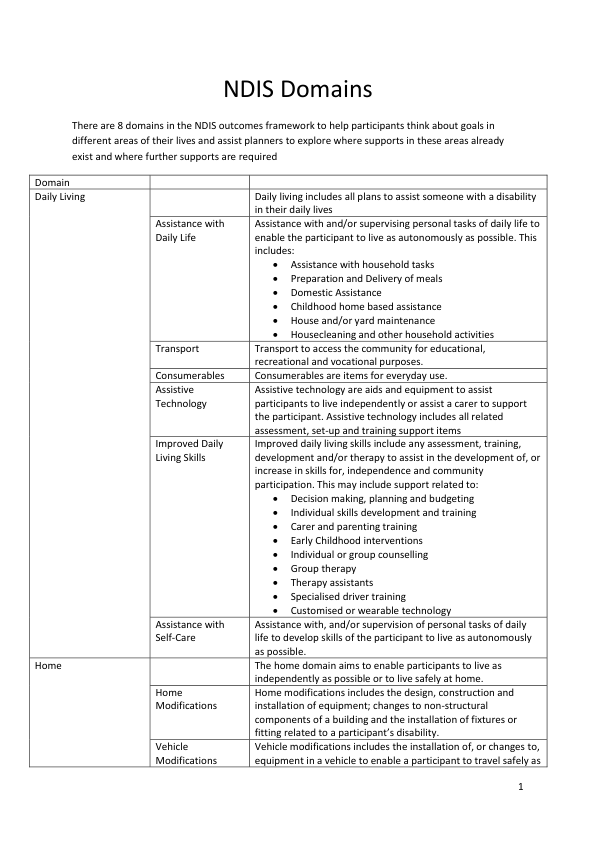 NDIS Domains
There are 8 domains in the NDIS outcomes framework to help participants think about goals in
different areas of their lives and assist planners to explore where supports in these areas already
exist and where further supports are required
Domain
Daily Living
Daily living includes all plans to assist someone with a disability
in their daily lives
Assistance with
Daily Life
Assistance with and/or supervising personal tasks of daily life to
enable the participant to live as autonomously as possible. This
includes:
• Assistance with household tasks
• Preparation and Delivery of meals
• Domestic Assistance
• Childhood home based assistance
• House and/or yard maintenance
• Housecleaning and other household activities
Transport
Transport to access the community for educational,
recreational and vocational purposes.
Consumables
Consumerables are items for everyday use.
Assistive
Technology
Assistive technology are aids and equipment to assist
participants to live independently or assist a carer to support
the participant. Assistive technology includes all related
assessment, set-up and training support items
Improved Daily
Living Skills
Improved daily living skills include any assessment, training,
development and/or therapy to assist in the development of, or
increase in skills for, independence and community
participation. This may include support related to:
• Decision making, planning and budgeting
• Individual skills development and training
• Carer and parenting training
• Early Childhood interventions
• Individual or group counselling
• Group therapy
• Therapy assistants
• Specialised driver training
• Customised or wearable technology
Assistance with
Self-Care
Assistance with, and/or supervision of personal tasks of daily
life to develop skills of the participant to live as autonomously
as possible.
Home
The home domain aims to enable participants to live as
independently as possible or to live safely at home.
Home
Modifications
Home modifications includes the design, construction and
installation of equipment; changes to non-structural
components of a building and the installation of fixtures or
fitting related to a participant's disability.
Vehicle
Modifications
Vehicle modifications includes the installation of, or changes to,
equipment in a vehicle to enable a participant to travel safely as
1